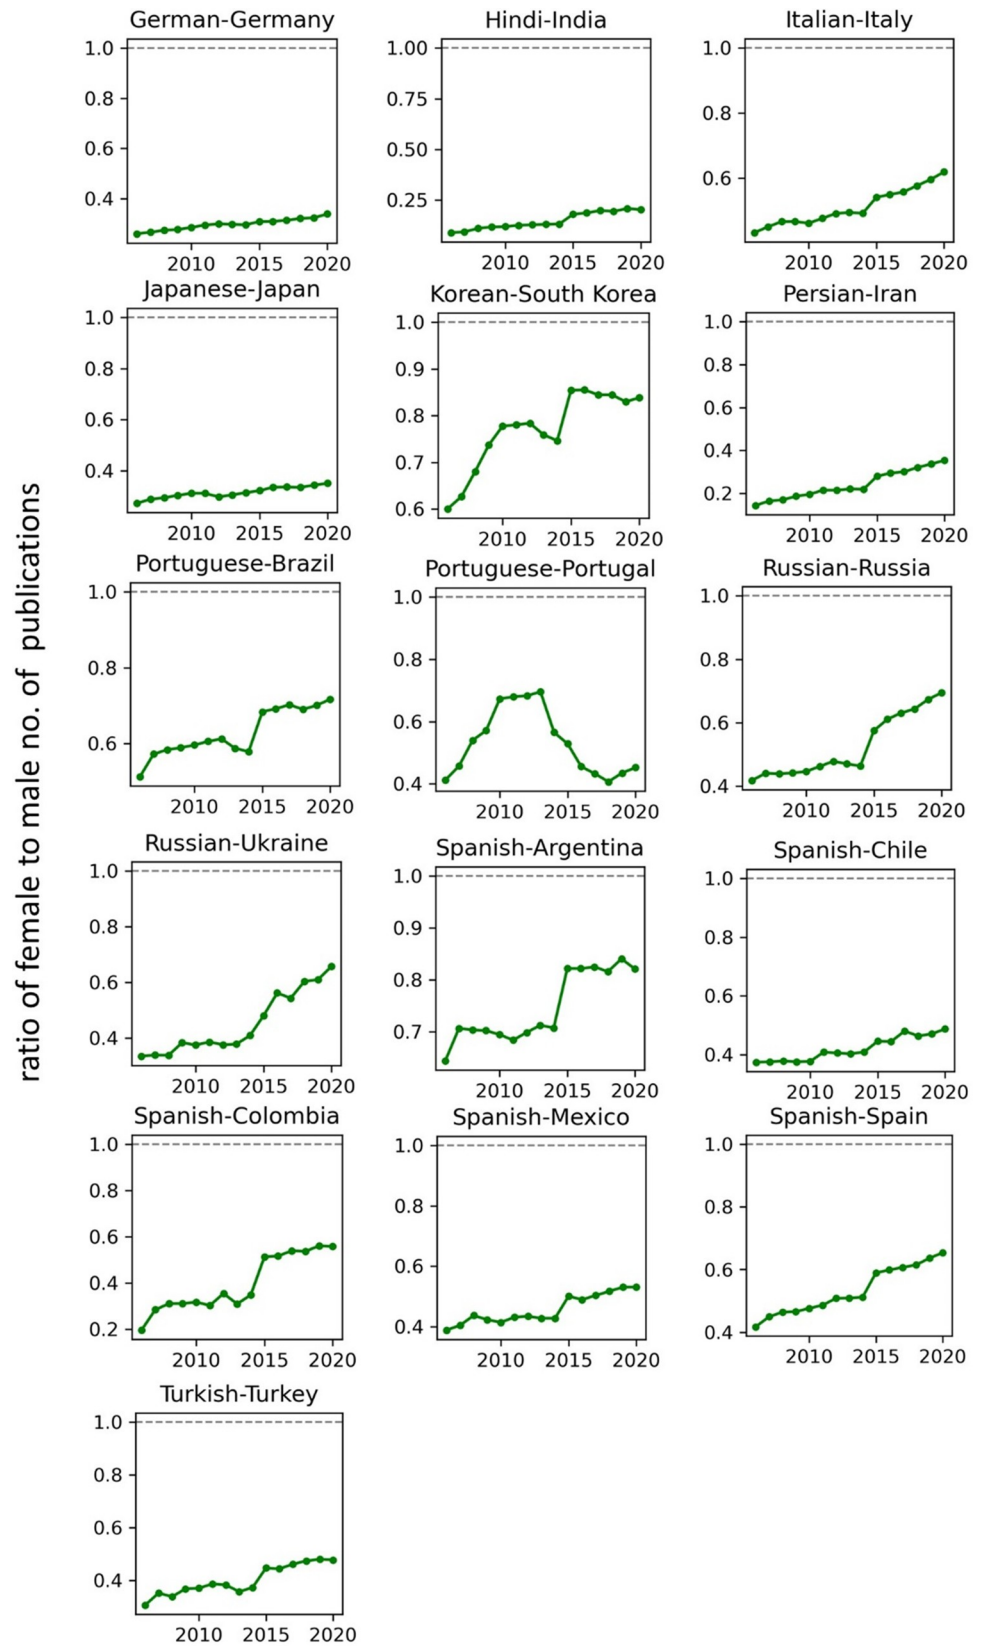 German-Germany
1.0
0.8
0.6
0.4
2010 2015 2020
Hindi-India
1.00
0.75
0.50
0.25
2010 2015 2020
Italian-Italy
1.0
0.8
0.6
2010 2015 2020
Japanese-Japan
1.0
0.8
0.6
0.4
2010 2015 2020
Korean-South Korea
1.0
0.9
0.8
0.7
0.6
2010 2015 2020
Persian-Iran
1.0
0.8
0.6
0.4
0.2
2010 2015 2020
ratio of female to male no. of publications
Portuguese-Brazil
1.0
0.8
0.6
2010 2015 2020
Portuguese-Portugal
1.0
0.8
0.6
0.4
2010 2015 2020
Russian-Russia
1.0
0.8
0.6
0.4
2010 2015 2020
Russian-Ukraine
1.0
0.8
0.6
0.4
2010 2015 2020
Spanish-Argentina
1.0
0.9
0.8
0.7
2010 2015 2020
Spanish-Chile
1.0
0.8
0.6
0.4
2010 2015 2020
Spanish-Colombia
1.0
0.8
0.6
0.4
0.2
2010 2015 2020
Spanish-Mexico
1.0
0.8
0.6
0.4
2010 2015 2020
Spanish-Spain
1.0
0.8
0.6
0.4
2010 2015 2020
Turkish-Turkey
1.0
0.8
0.6
0.4
2010 2015 2020